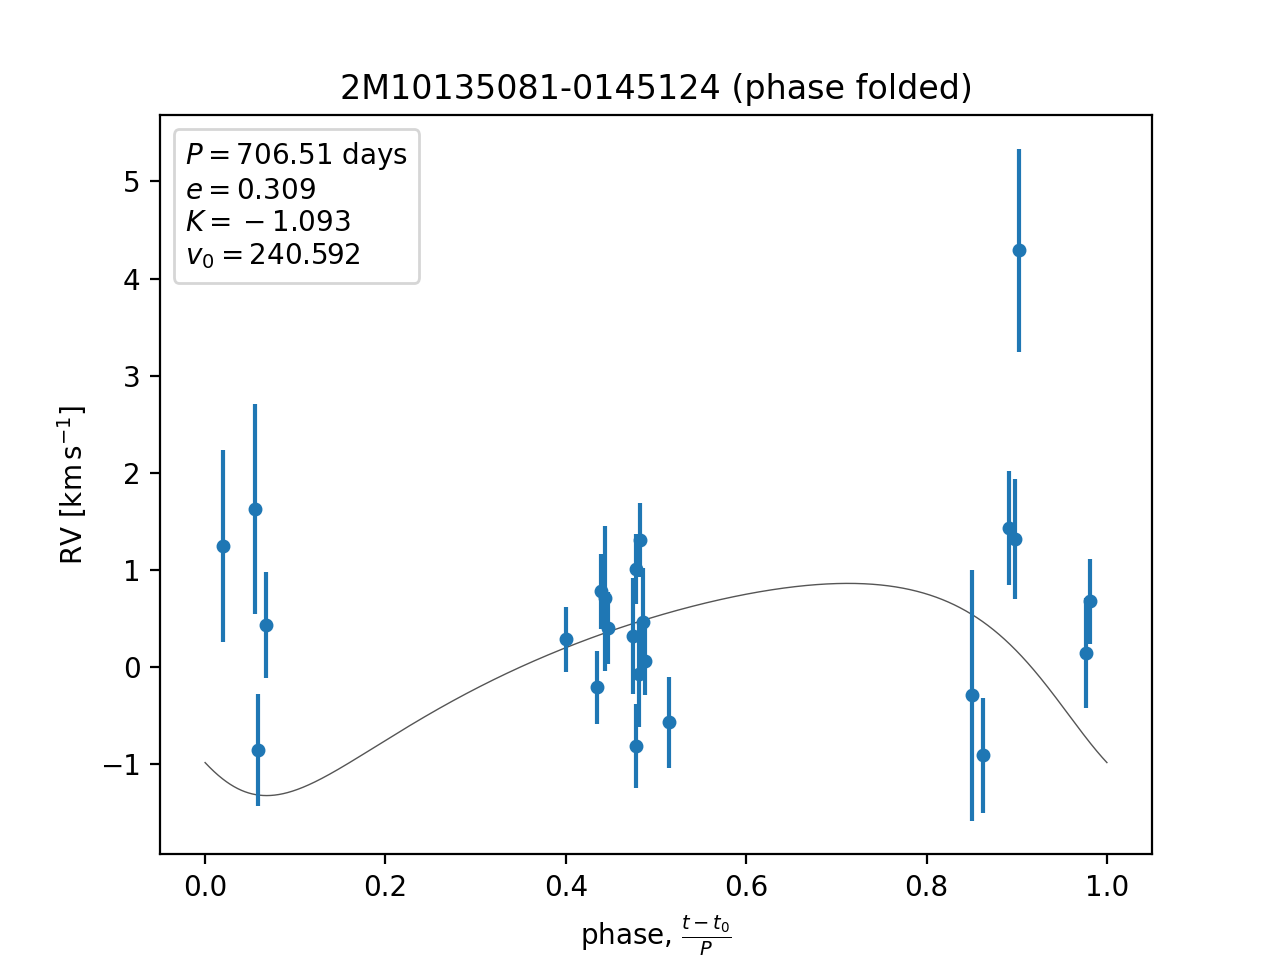 2M10135081-0145124 (phase folded)
P = 706.51 days
e = 0.309
K = −1.093
v₀ = 240.592
5
4
3
2
1
0
−1
RV [km s⁻¹]
0.0 0.2 0.4 0.6 0.8 1.0
phase, (t − t₀)/P